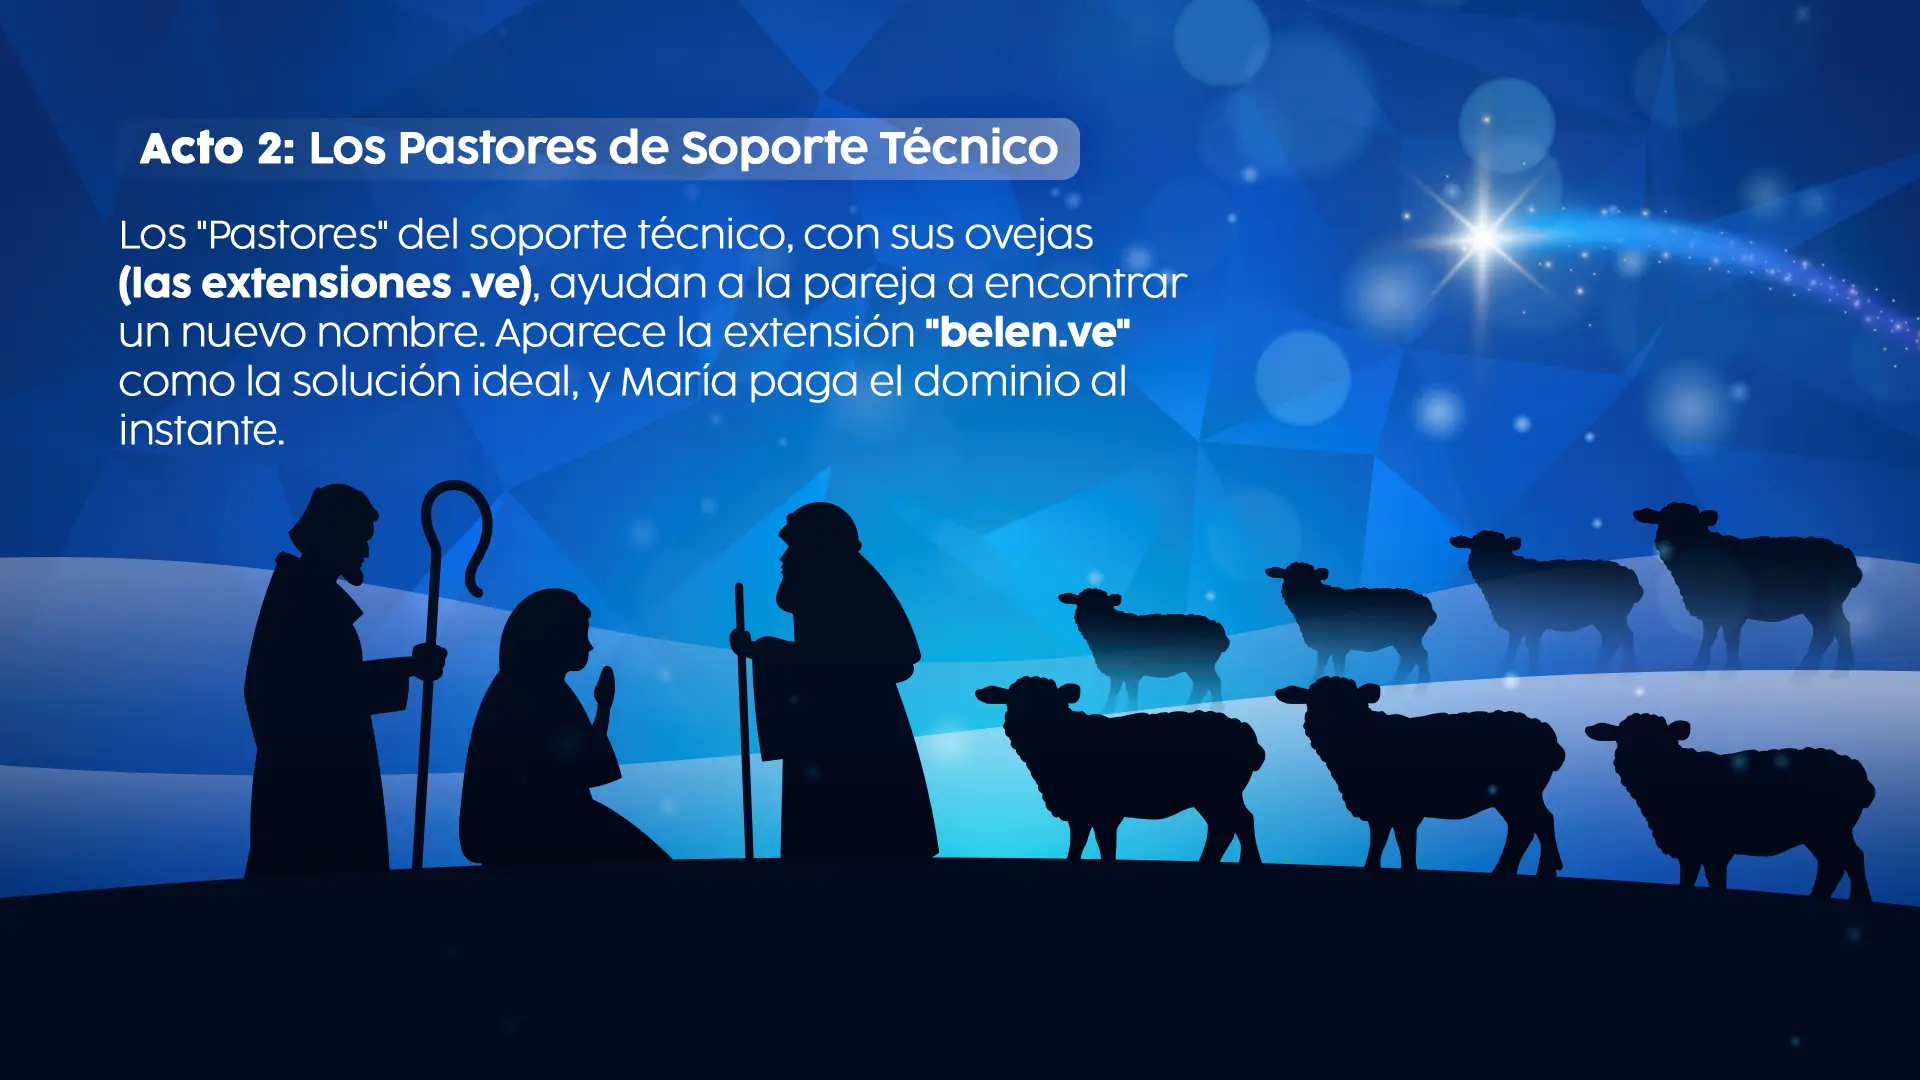 Acto 2: Los Pastores de Soporte Técnico
Los "Pastores" del soporte técnico, con sus ovejas
(las extensiones .ve), ayudan a la pareja a encontrar
un nuevo nombre. Aparece la extensión "belen.ve"
como la solución ideal, y María paga el dominio al
instante.